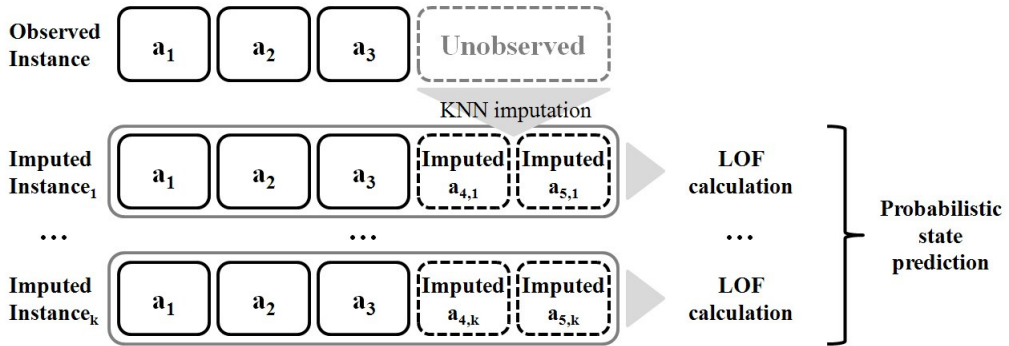 Observed
Instance
a1 a2 a3 Unobserved
KNN imputation
Imputed
Instance1
a1 a2 a3
Imputed
a4,1
Imputed
a5,1
LOF
calculation
... ... ...
Imputed
Instancek
a1 a2 a3
Imputed
a4,k
Imputed
a5,k
LOF
calculation
Probabilistic
state
prediction